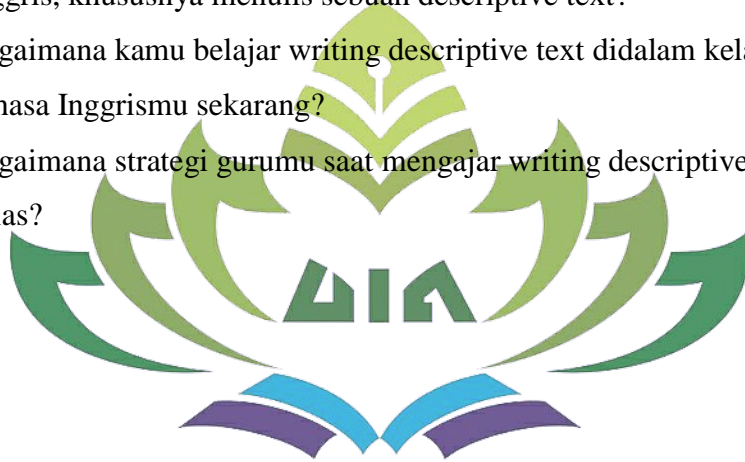 ggris, khususnya menulis sebuah descriptive text?
gaimana kamu belajar writing descriptive text didalam kela
hasa Inggrismu sekarang?
gaimana strategi gurumu saat mengajar writing descriptive
as?
UIN